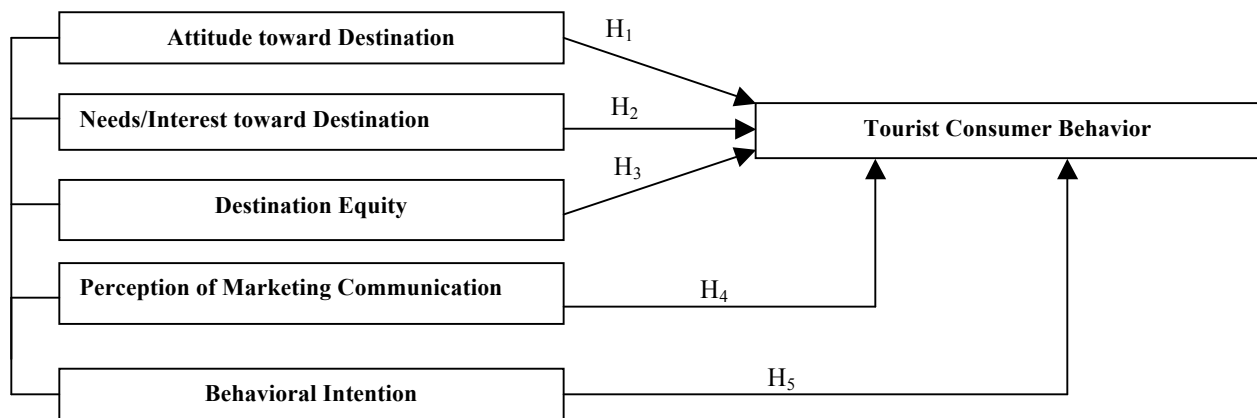 Attitude toward Destination
H₁
Needs/Interest toward Destination
H₂
Tourist Consumer Behavior
H₃
Destination Equity
Perception of Marketing Communication
H₄
Behavioral Intention
H₅